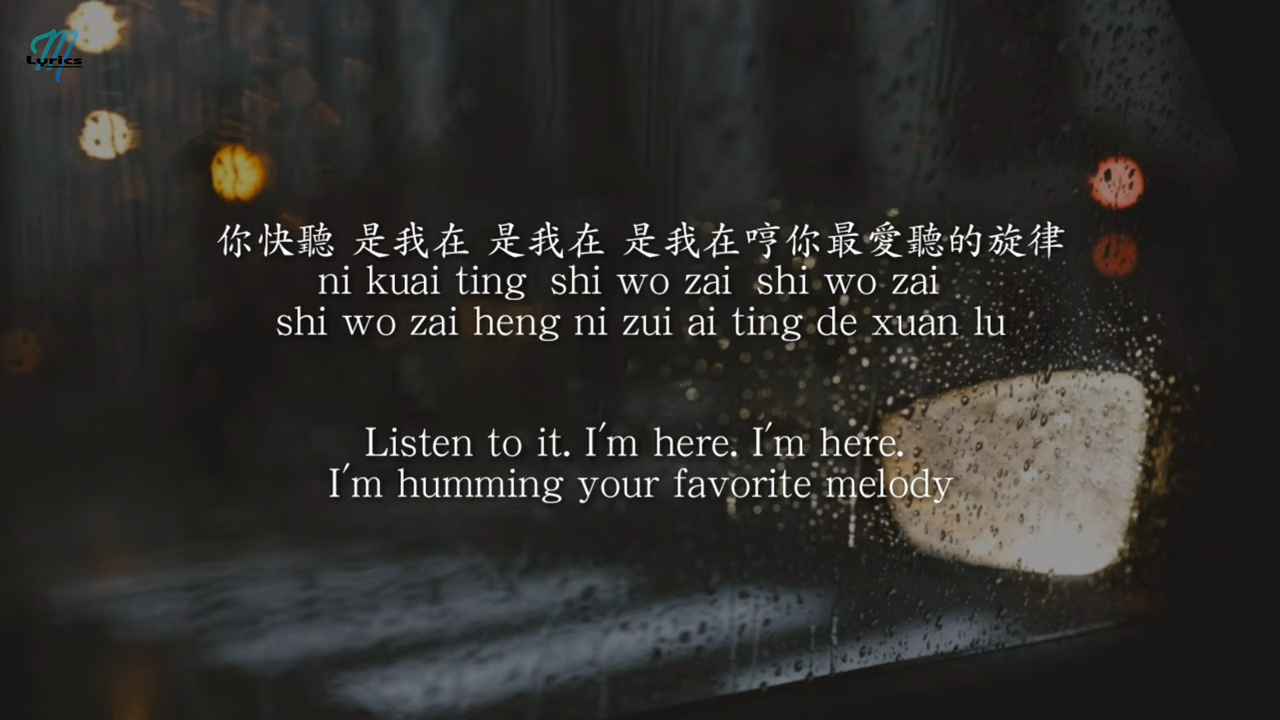 M
Lyrics
你快聽 是我在 是我在 是我在哼你最愛聽的旋律
ni kuai ting  shi wo zai  shi wo zai
shi wo zai heng ni zui ai ting de xuan lu
Listen to it. I'm here. I'm here.
I'm humming your favorite melody